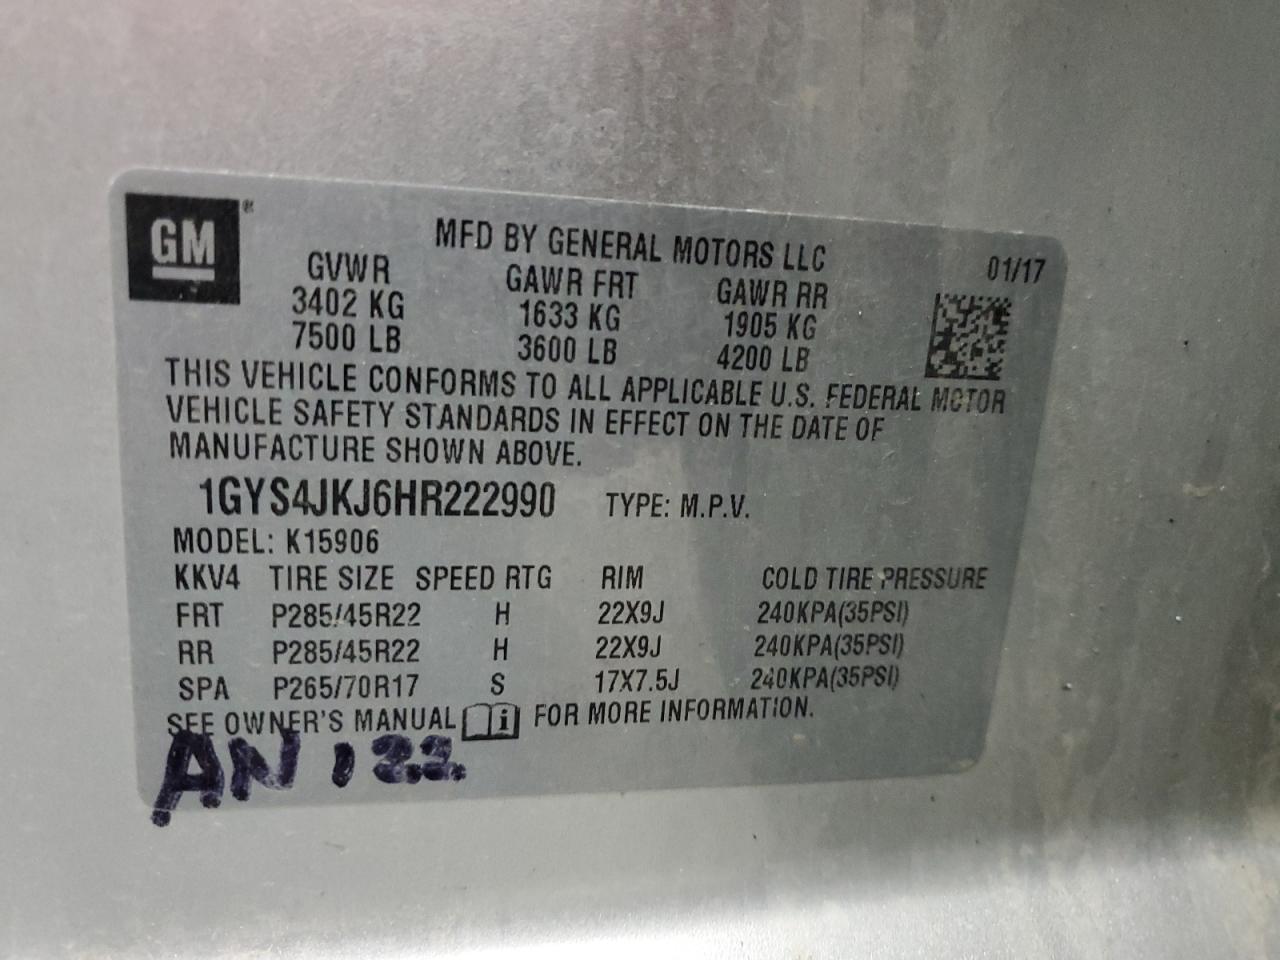 GM ®
MFD BY GENERAL MOTORS LLC 01/17
GVWR GAWR FRT GAWR RR
3402 KG 1633 KG 1905 KG
7500 LB 3600 LB 4200 LB
THIS VEHICLE CONFORMS TO ALL APPLICABLE U.S. FEDERAL MOTOR
VEHICLE SAFETY STANDARDS IN EFFECT ON THE DATE OF
MANUFACTURE SHOWN ABOVE.
1GYS4JKJ6HR222990 TYPE: M.P.V.
MODEL: K15906
KKV4 TIRE SIZE SPEED RTG RIM COLD TIRE PRESSURE
FRT P285/45R22 H 22X9J 240KPA(35PSI)
RR P285/45R22 H 22X9J 240KPA(35PSI)
SPA P265/70R17 S 17X7.5J 240KPA(35PSI)
SEE OWNER'S MANUAL i FOR MORE INFORMATION.
AN 122